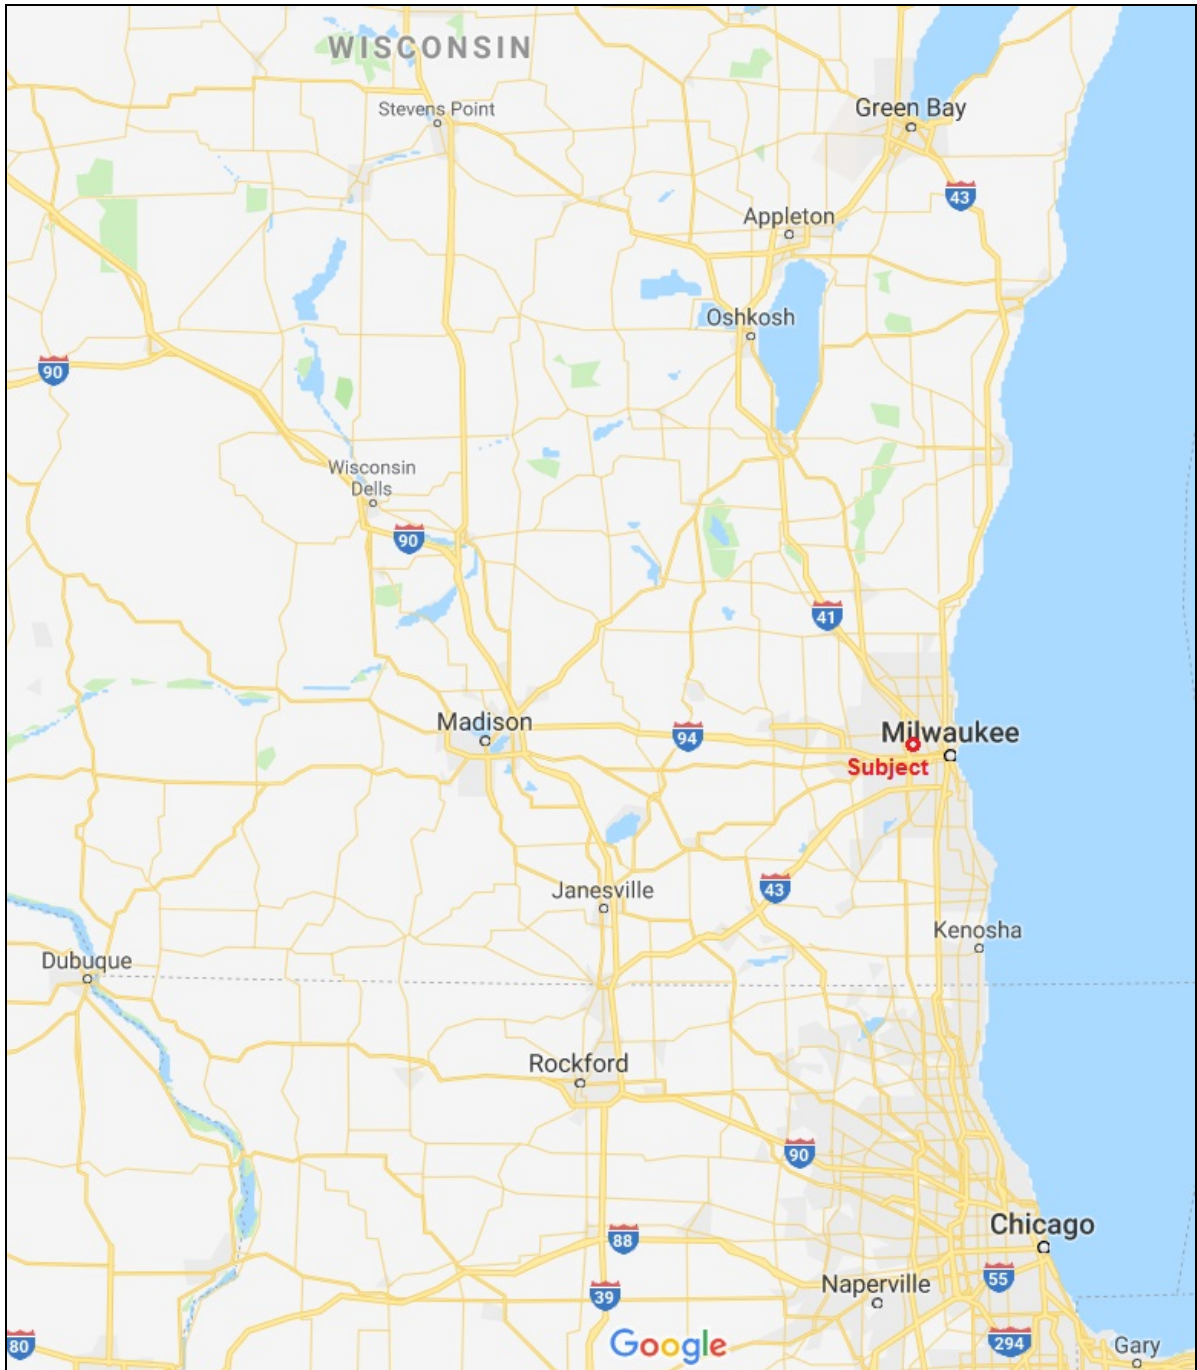 WISCONSIN
Stevens Point
Green Bay
43
Appleton
Oshkosh
90
Wisconsin
Dells
90
41
Madison
94
Milwaukee
Subject
Janesville
43
Kenosha
Dubuque
Rockford
90
Chicago
88
55
Naperville
39
80
Google
294
Gary